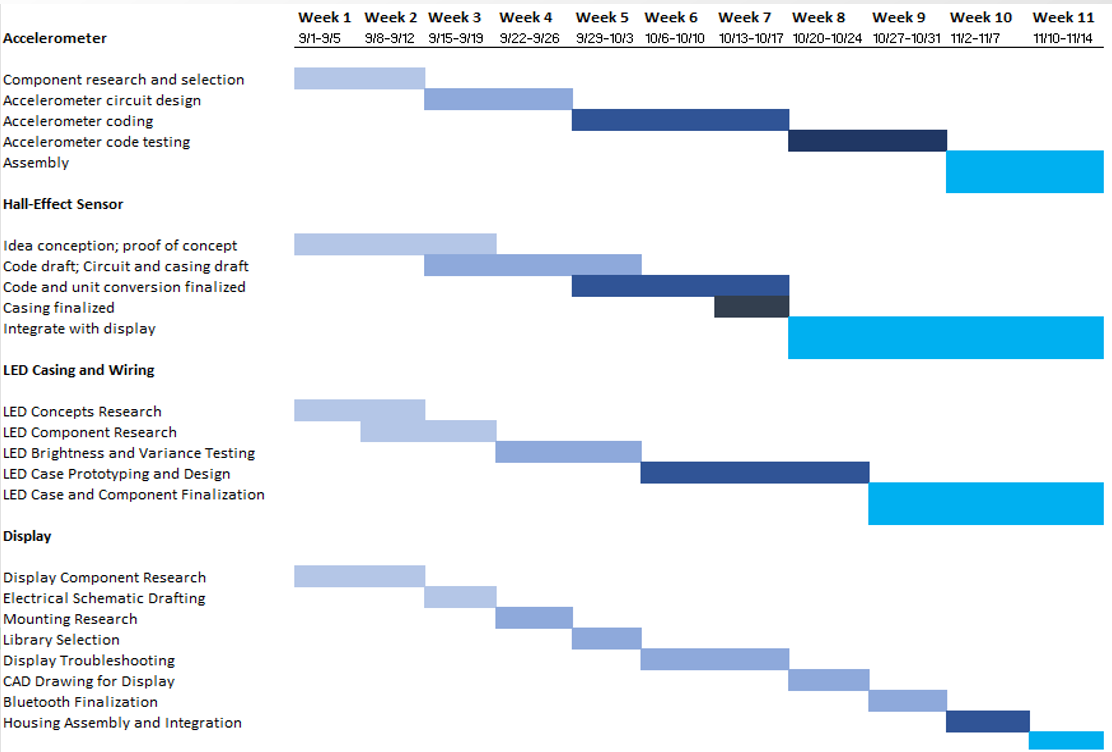 Week 1 Week 2 Week 3 Week 4 Week 5 Week 6 Week 7 Week 8 Week 9 Week 10 Week 11
Accelerometer 9/1-9/5 9/8-9/12 9/15-9/19 9/22-9/26 9/29-10/3 10/6-10/10 10/13-10/17 10/20-10/24 10/27-10/31 11/2-11/7 11/10-11/14
Component research and selection
Accelerometer circuit design
Accelerometer coding
Accelerometer code testing
Assembly
Hall-Effect Sensor
Idea conception; proof of concept
Code draft; Circuit and casing draft
Code and unit conversion finalized
Casing finalized
Integrate with display
LED Casing and Wiring
LED Concepts Research
LED Component Research
LED Brightness and Variance Testing
LED Case Prototyping and Design
LED Case and Component Finalization
Display
Display Component Research
Electrical Schematic Drafting
Mounting Research
Library Selection
Display Troubleshooting
CAD Drawing for Display
Bluetooth Finalization
Housing Assembly and Integration